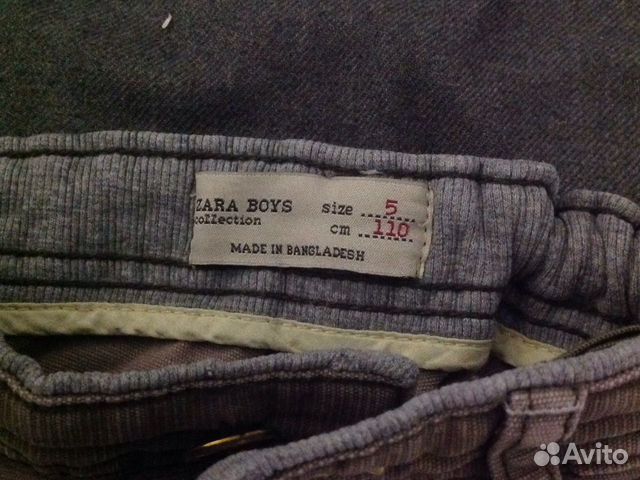 ZARA BOYS size 5
collection cm 110
MADE IN BANGLADESH
Avito